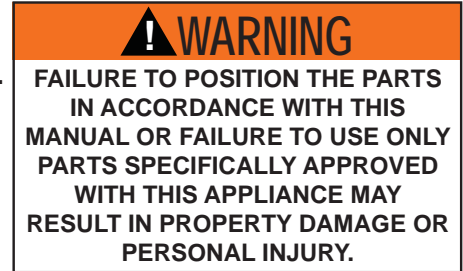 WARNING
FAILURE TO POSITION THE PARTS
IN ACCORDANCE WITH THIS
MANUAL OR FAILURE TO USE ONLY
PARTS SPECIFICALLY APPROVED
WITH THIS APPLIANCE MAY
RESULT IN PROPERTY DAMAGE OR
PERSONAL INJURY.